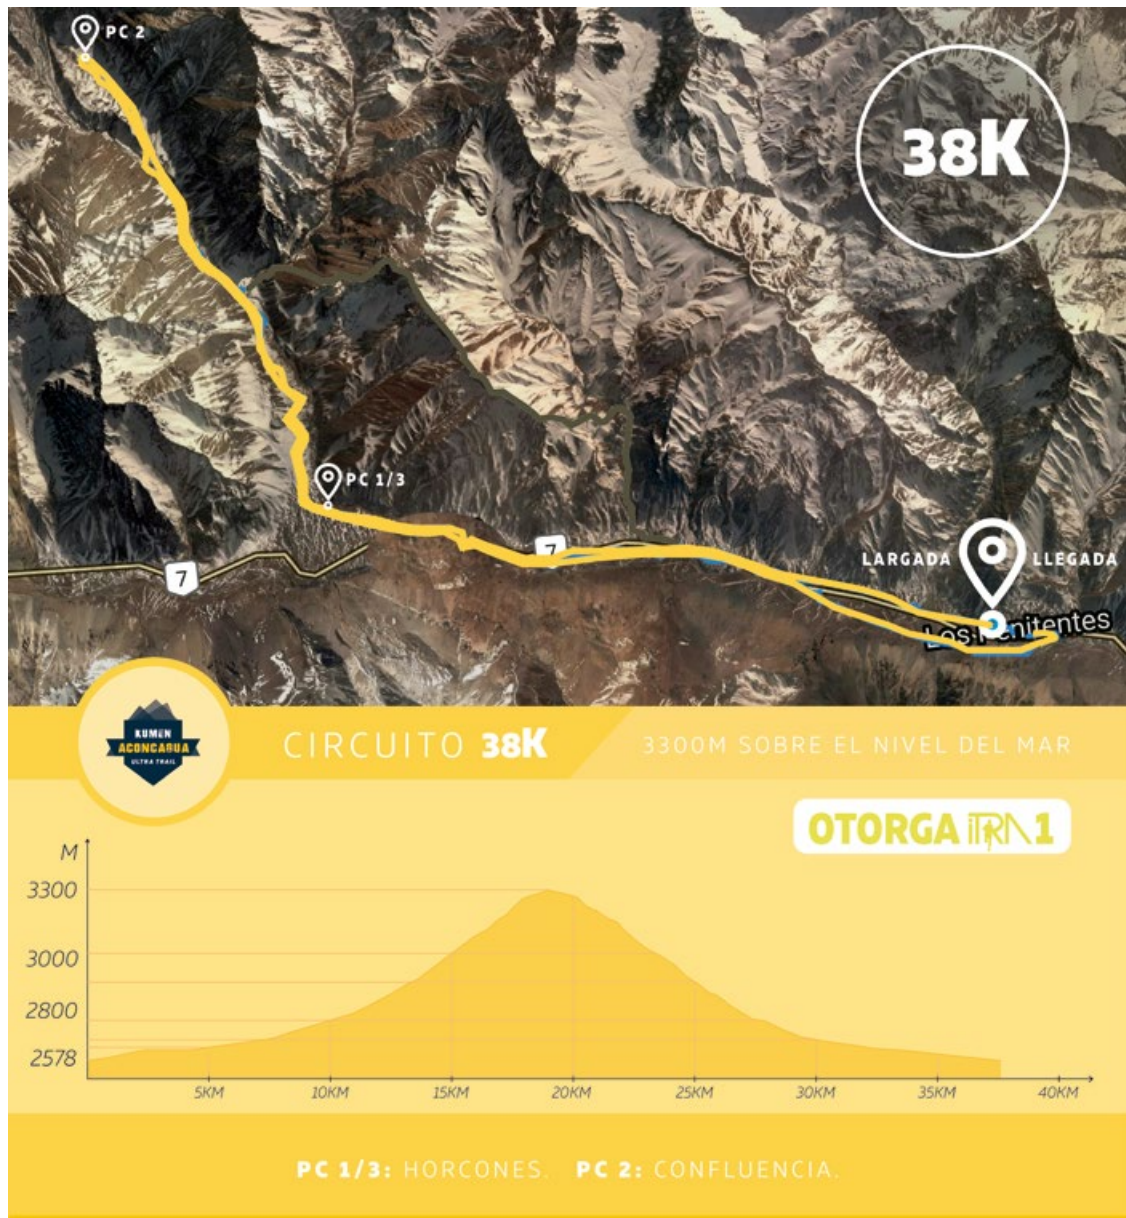 PC 2
38K
PC 1/3
7
7
LARGADA
LLEGADA
Los Penitentes
KUMEN
ACONCAGUA
ULTRA TRAIL
CIRCUITO 38K
3300M SOBRE EL NIVEL DEL MAR
OTORGA iTRA 1
M
3300
3000
2800
2578
5KM
10KM
15KM
20KM
25KM
30KM
35KM
40KM
PC 1/3: HORCONES. PC 2: CONFLUENCIA.